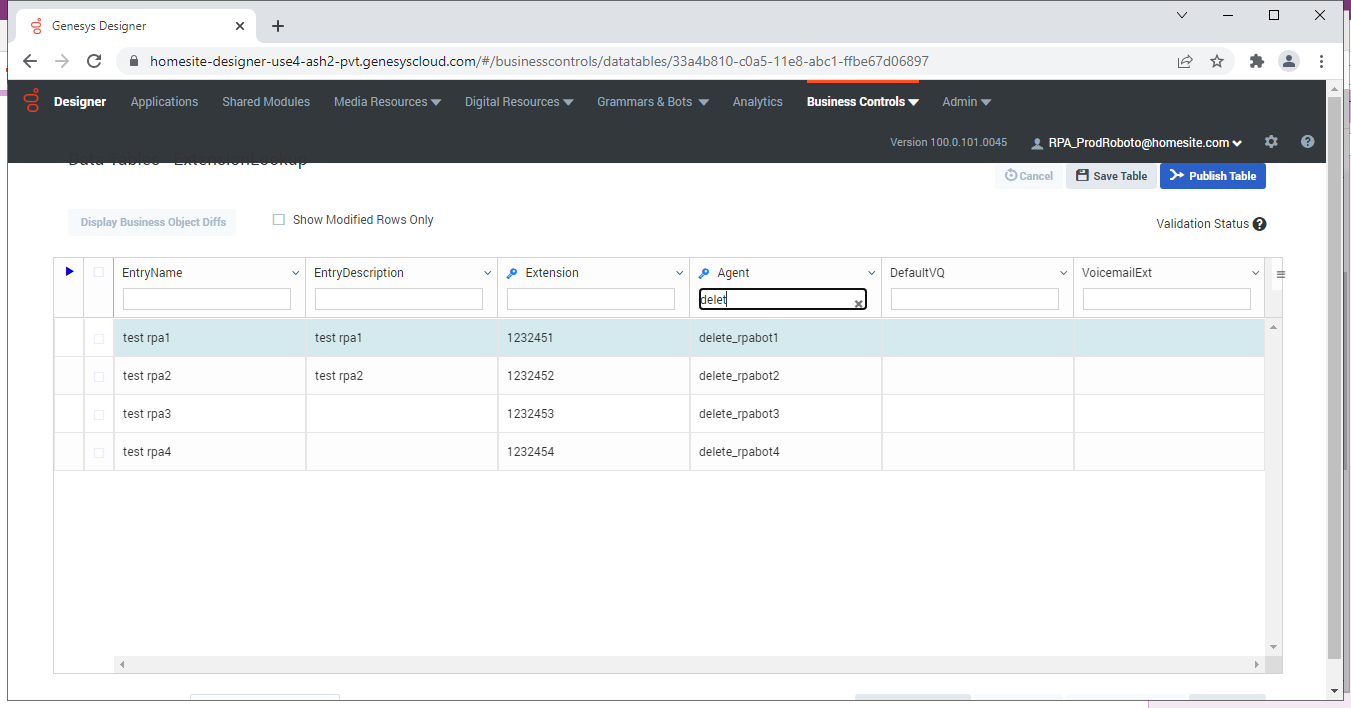 Genesys Designer
homesite-designer-use4-ash2-pvt.genesyscloud.com/#/businesscontrols/datatables/33a4b810-c0a5-11e8-abc1-ffbe67d06897
Designer Applications Shared Modules Media Resources Digital Resources Grammars & Bots Analytics Business Controls Admin
Version 100.0.101.0045 RPA_ProdRoboto@homesite.com
Data Tables - ExtensionLookup
Cancel Save Table Publish Table
Display Business Object Diffs Show Modified Rows Only Validation Status
EntryName EntryDescription Extension Agent DefaultVQ VoicemailExt
delet
test rpa1 test rpa1 1232451 delete_rpabot1
test rpa2 test rpa2 1232452 delete_rpabot2
test rpa3 1232453 delete_rpabot3
test rpa4 1232454 delete_rpabot4